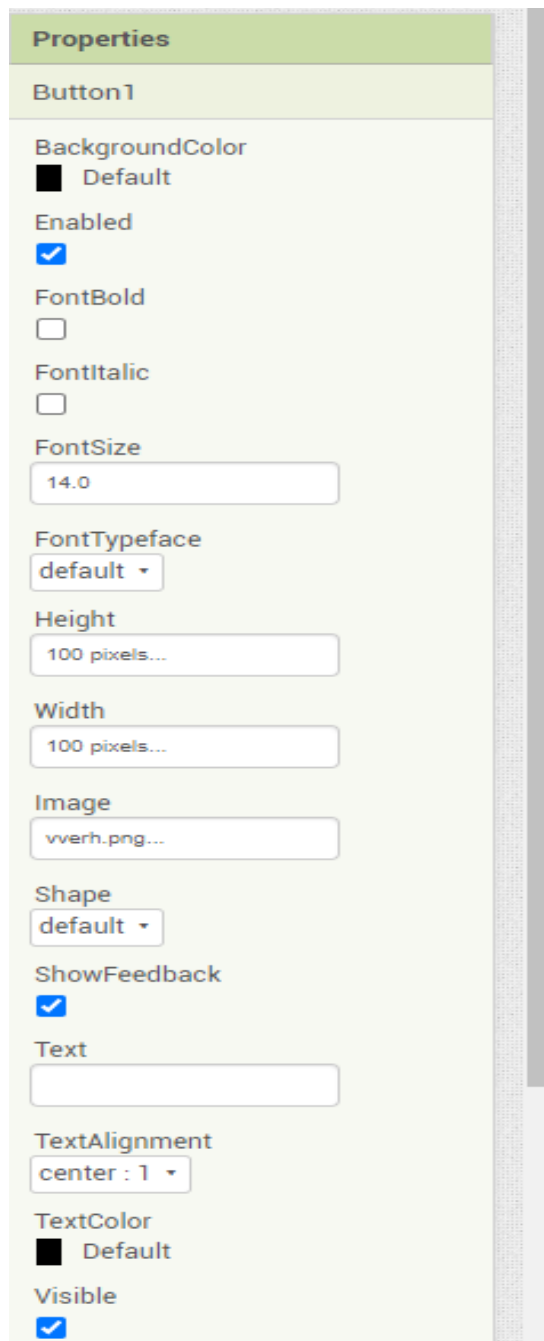 Properties
Button1
BackgroundColor
Default
Enabled
FontBold
FontItalic
FontSize
14.0
FontTypeface
default
Height
100 pixels...
Width
100 pixels...
Image
vverh.png...
Shape
default
ShowFeedback
Text
TextAlignment
center : 1
TextColor
Default
Visible